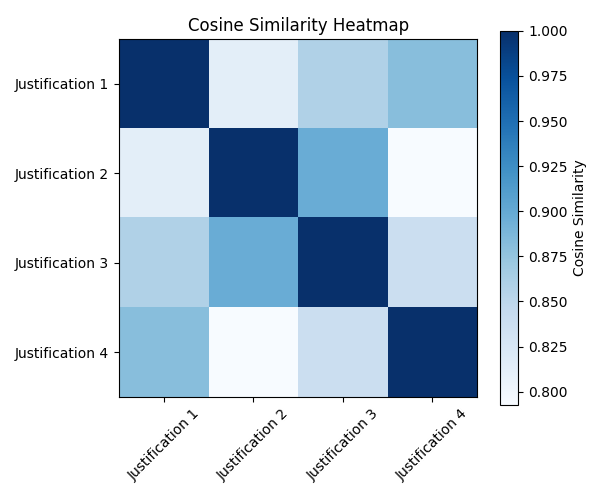 Cosine Similarity Heatmap
Justification 1
Justification 2
Justification 3
Justification 4
Justification 1
Justification 2
Justification 3
Justification 4
1.000
0.975
0.950
0.925
0.900
0.875
0.850
0.825
0.800
Cosine Similarity